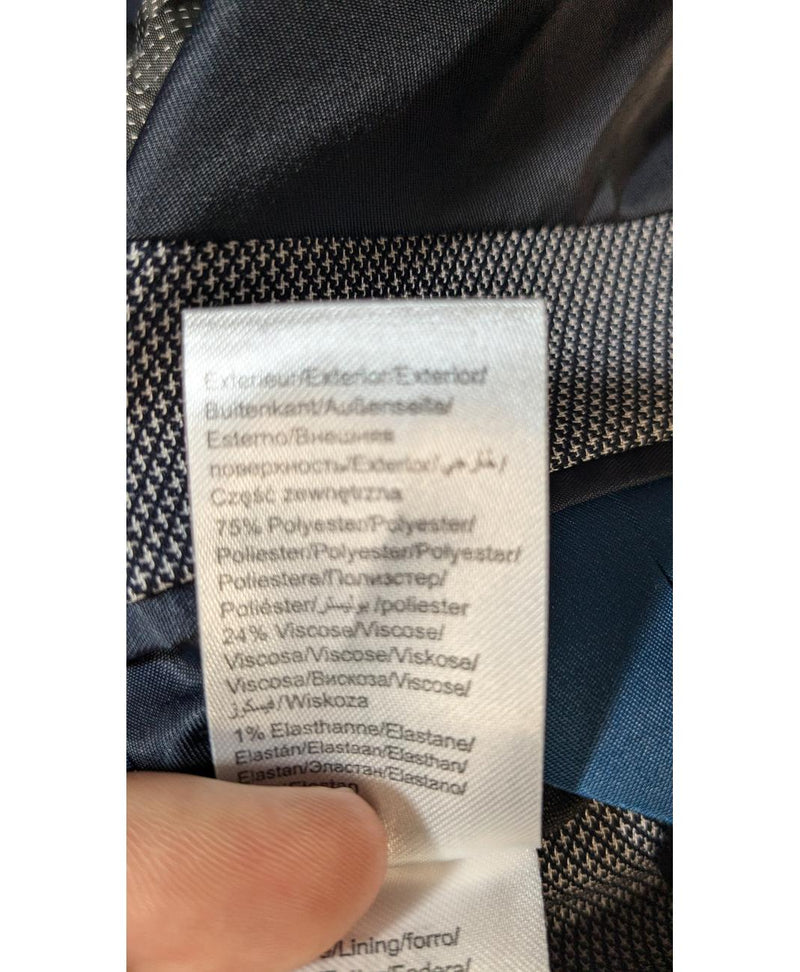 Exterieur/Exterior/Exterior/
Buitenkant/Außenseite/
Esterno/Внешняя
поверхность/Exterior/خارجي/
Część zewnętrzna
75% Polyester/Polyester/
Poliester/Polyester/Polyester/
Poliestere/Полиэстер/
Poliéster/بوليستر/poliester
24% Viscose/Viscose/
Viscosa/Viscose/Viskose/
Viscosa/Вискоза/Viscose/
فيسكوز/Wiskoza
1% Elasthanne/Elastane/
Elastán/Elastaan/Elasthan/
Elastan/Эластан/Elastano/
Elastan
/Lining/forro/